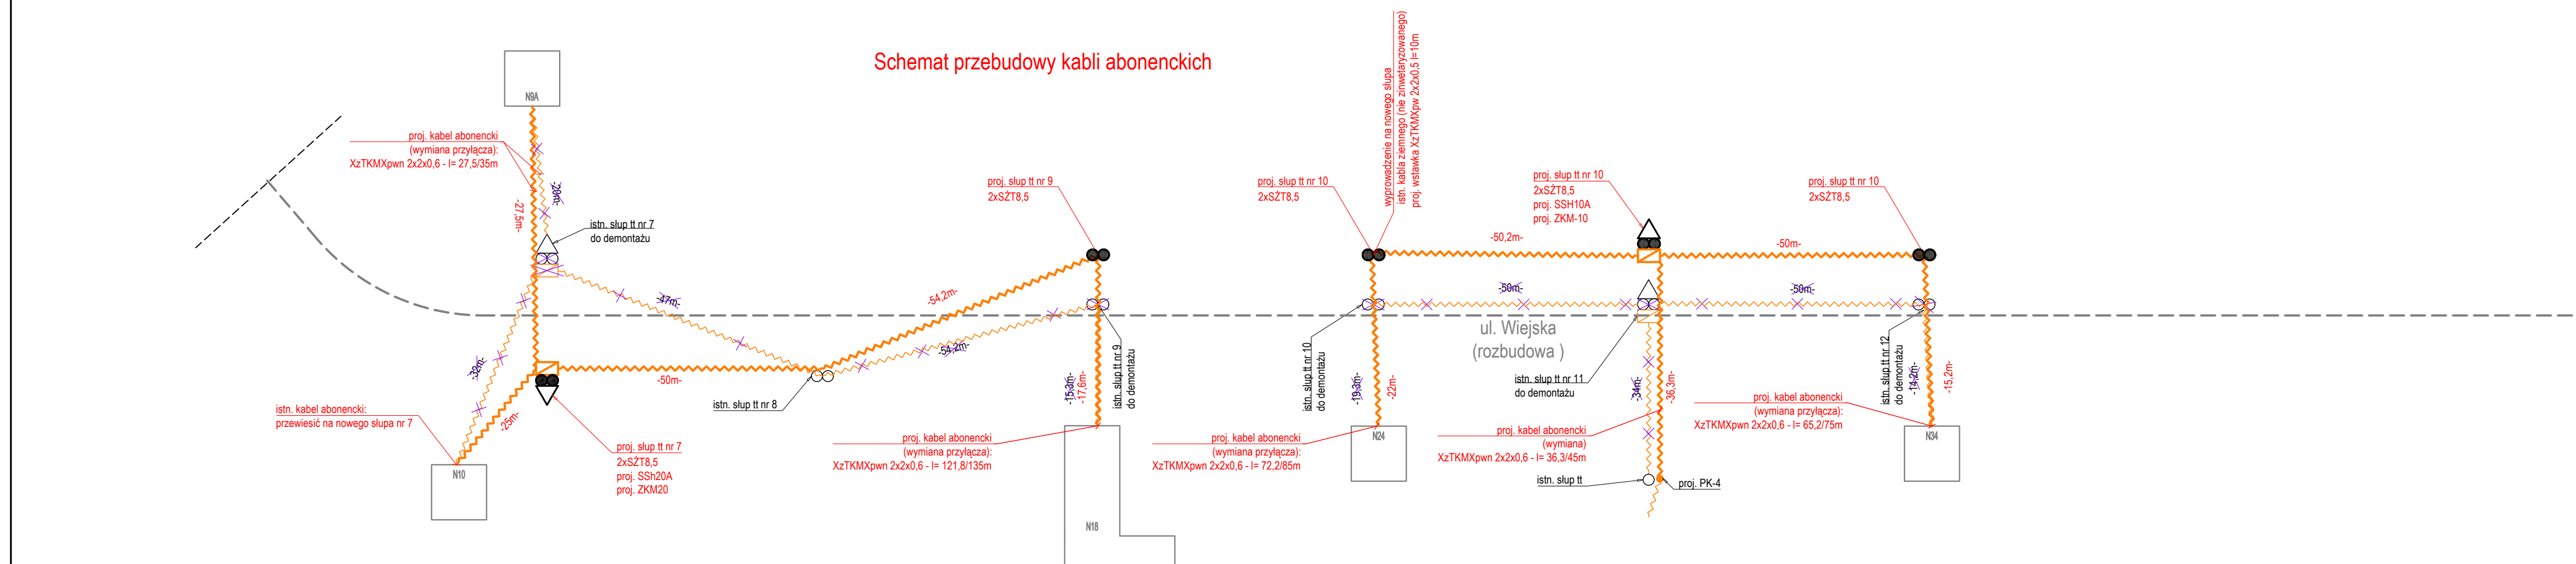 Schemat przebudowy kabli abonenckich
N9A
proj. kabel abonencki
(wymiana przyłącza):
XzTKMXpwn 2x2x0,6 - l= 27,5/35m
-20m-
-27,5m-
istn. słup tt nr 7
do demontażu
-47m-
-32m-
-25m-
istn. kabel abonencki:
przewiesić na nowego słupa nr 7
N10
proj. słup tt nr 7
2xSŻT8,5
proj. SSh20A
proj. ZKM20
-50m-
istn. słup tt nr 8
-54,2m-
-54,2m-
proj. słup tt nr 9
2xSŻT8,5
-15,3m-
-17,6m-
istn. słup tt nr 9
do demontażu
proj. kabel abonencki
(wymiana przyłącza):
XzTKMXpwn 2x2x0,6 - l= 121,8/135m
N18
proj. słup tt nr 10
2xSŻT8,5
wyprowadzenie na nowego słupa
istn. kabla ziemnego (nie zinwetaryzowanego)
proj. wstawka XzTKMXpw 2x2x0,5 l=10m
-50,2m-
-50m-
istn. słup tt nr 10
do demontażu
-19,3m-
-22m-
proj. kabel abonencki
(wymiana przyłącza):
XzTKMXpwn 2x2x0,6 - l= 72,2/85m
N24
proj. słup tt nr 10
2xSŻT8,5
proj. SSH10A
proj. ZKM-10
ul. Wiejska
(rozbudowa )
istn. słup tt nr 11
do demontażu
-34m-
-36,3m-
proj. kabel abonencki
(wymiana)
XzTKMXpwn 2x2x0,6 - l= 36,3/45m
istn. słup tt
proj. PK-4
-50m-
-50m-
proj. słup tt nr 10
2xSŻT8,5
istn. słup tt nr 12
do demontażu
-14,2m-
-15,2m-
proj. kabel abonencki
(wymiana przyłącza):
XzTKMXpwn 2x2x0,6 - l= 65,2/75m
N34